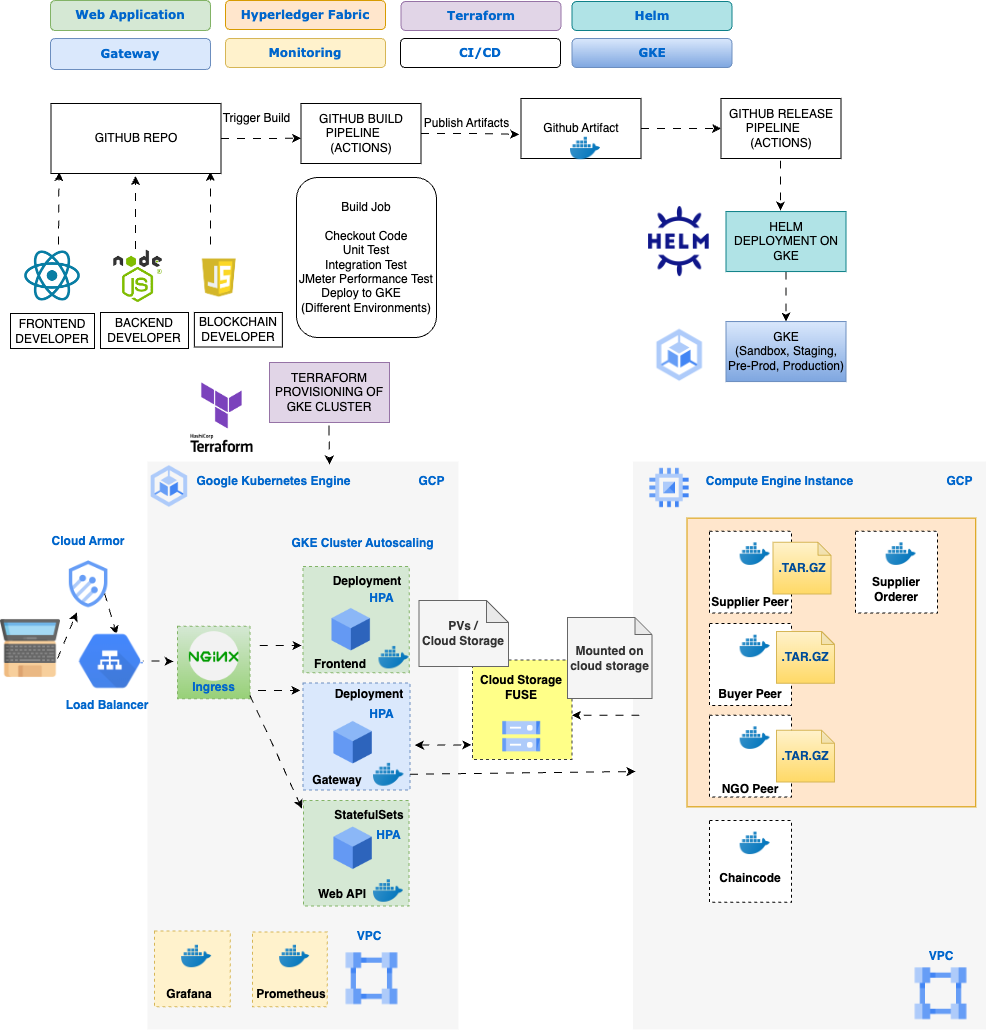 Web Application
Hyperledger Fabric
Terraform
Helm
Gateway
Monitoring
CI/CD
GKE
GITHUB REPO
Trigger Build
GITHUB BUILD
PIPELINE
(ACTIONS)
Publish Artifacts
Github Artifact
GITHUB RELEASE
PIPELINE
(ACTIONS)
Build Job
Checkout Code
Unit Test
Integration Test
JMeter Performance Test
Deploy to GKE
(Different Environments)
node
JS
JS
HELM
HELM
DEPLOYMENT ON
GKE
FRONTEND
DEVELOPER
BACKEND
DEVELOPER
BLOCKCHAIN
DEVELOPER
GKE
(Sandbox, Staging,
Pre-Prod, Production)
TERRAFORM
PROVISIONING OF
GKE CLUSTER
HashiCorp
Terraform
Google Kubernetes Engine
GCP
Compute Engine Instance
GCP
Cloud Armor
GKE Cluster Autoscaling
Deployment
HPA
Frontend
PVs /
Cloud Storage
Mounted on
cloud storage
Supplier Peer
.TAR.GZ
Supplier
Orderer
NGINX
Ingress
Load Balancer
Deployment
HPA
Gateway
Cloud Storage
FUSE
Buyer Peer
.TAR.GZ
NGO Peer
.TAR.GZ
StatefulSets
HPA
Web API
Chaincode
Grafana
Prometheus
VPC
VPC